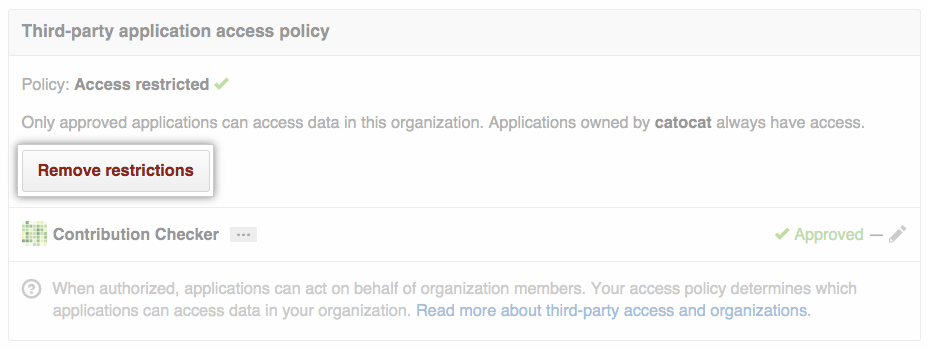 Third-party application access policy
Policy: Access restricted
Only approved applications can access data in this organization. Applications owned by catocat always have access.
Remove restrictions
Contribution Checker ··· Approved —
When authorized, applications can act on behalf of organization members. Your access policy determines which
applications can access data in your organization. Read more about third-party access and organizations.